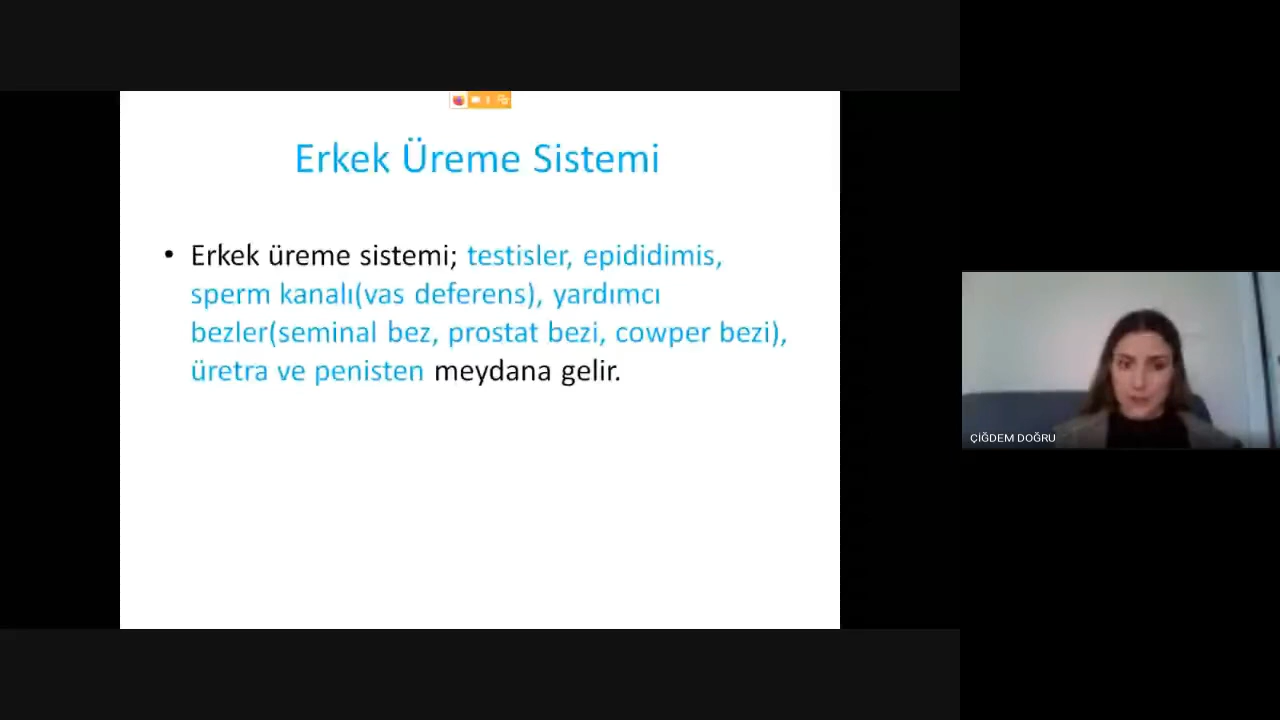 Erkek Üreme Sistemi
• Erkek üreme sistemi; testisler, epididimis,
sperm kanalı(vas deferens), yardımcı
bezler(seminal bez, prostat bezi, cowper bezi),
üretra ve penisten meydana gelir.
ÇİĞDEM DOĞRU